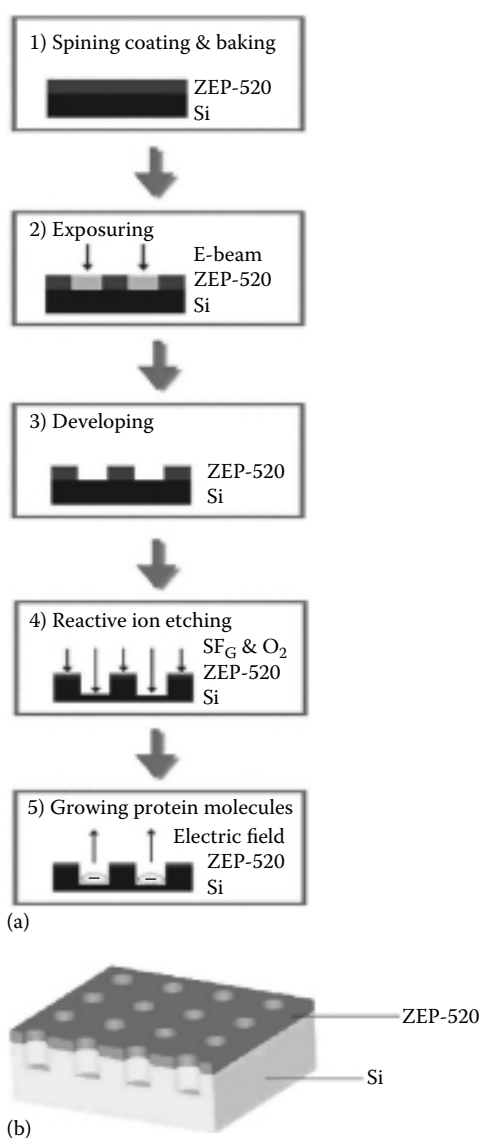 1) Spining coating & baking
ZEP-520
Si
2) Exposuring
E-beam
ZEP-520
Si
3) Developing
ZEP-520
Si
4) Reactive ion etching
SF_G & O_2
ZEP-520
Si
5) Growing protein molecules
Electric field
ZEP-520
Si
(a)
ZEP-520
Si
(b)